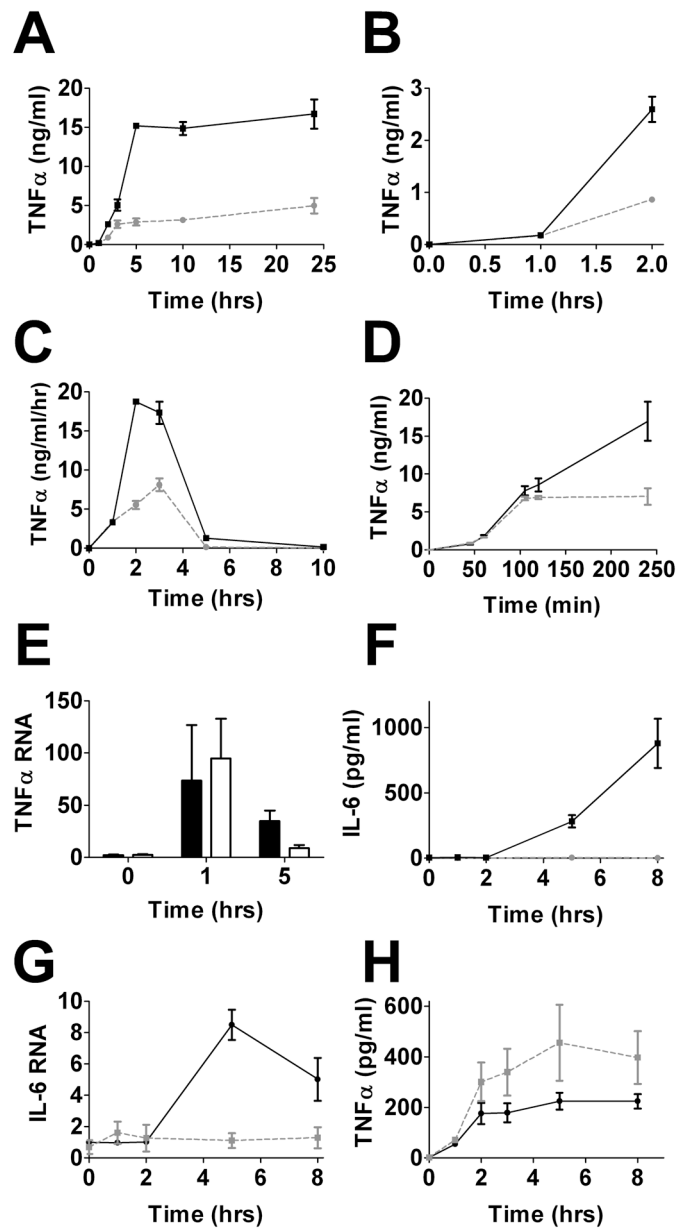 A
TNFα (ng/ml)
20
15
10
5
0
0 5 10 15 20 25
Time (hrs)
B
TNFα (ng/ml)
3
2
1
0
0.0 0.5 1.0 1.5 2.0
Time (hrs)
C
TNFα (ng/ml/hr)
20
15
10
5
0
0 2 4 6 8 10
Time (hrs)
D
TNFα (ng/ml)
20
15
10
5
0
0 50 100 150 200 250
Time (min)
E
TNFα RNA
150
100
50
0
0 1 5
Time (hrs)
F
IL-6 (pg/ml)
1000
500
0
0 2 4 6 8
Time (hrs)
G
IL-6 RNA
10
8
6
4
2
0
0 2 4 6 8
Time (hrs)
H
TNFα (pg/ml)
600
400
200
0
0 2 4 6 8
Time (hrs)